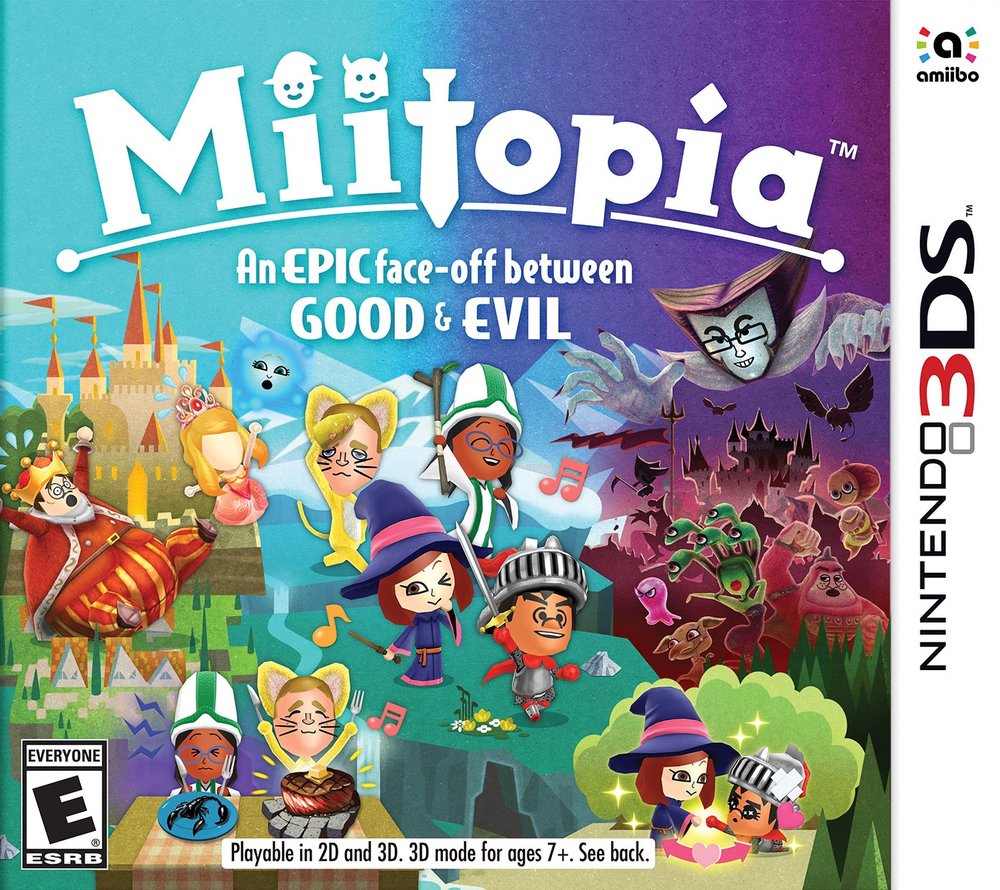 Miitopia™
An EPIC face-off between
GOOD & EVIL
amiibo
NINTENDO 3DS™
EVERYONE
E
ESRB
Playable in 2D and 3D. 3D mode for ages 7+. See back.